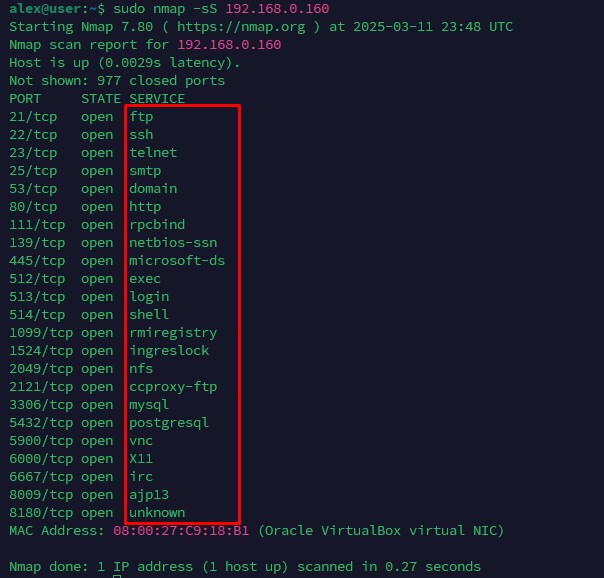 alex@user:~$ sudo nmap -sS 192.168.0.160
Starting Nmap 7.80 ( https://nmap.org ) at 2025-03-11 23:48 UTC
Nmap scan report for 192.168.0.160
Host is up (0.0029s latency).
Not shown: 977 closed ports
PORT     STATE SERVICE
21/tcp   open  ftp
22/tcp   open  ssh
23/tcp   open  telnet
25/tcp   open  smtp
53/tcp   open  domain
80/tcp   open  http
111/tcp  open  rpcbind
139/tcp  open  netbios-ssn
445/tcp  open  microsoft-ds
512/tcp  open  exec
513/tcp  open  login
514/tcp  open  shell
1099/tcp open  rmiregistry
1524/tcp open  ingreslock
2049/tcp open  nfs
2121/tcp open  ccproxy-ftp
3306/tcp open  mysql
5432/tcp open  postgresql
5900/tcp open  vnc
6000/tcp open  X11
6667/tcp open  irc
8009/tcp open  ajp13
8180/tcp open  unknown
MAC Address: 08:00:27:C9:18:B1 (Oracle VirtualBox virtual NIC)
Nmap done: 1 IP address (1 host up) scanned in 0.27 seconds